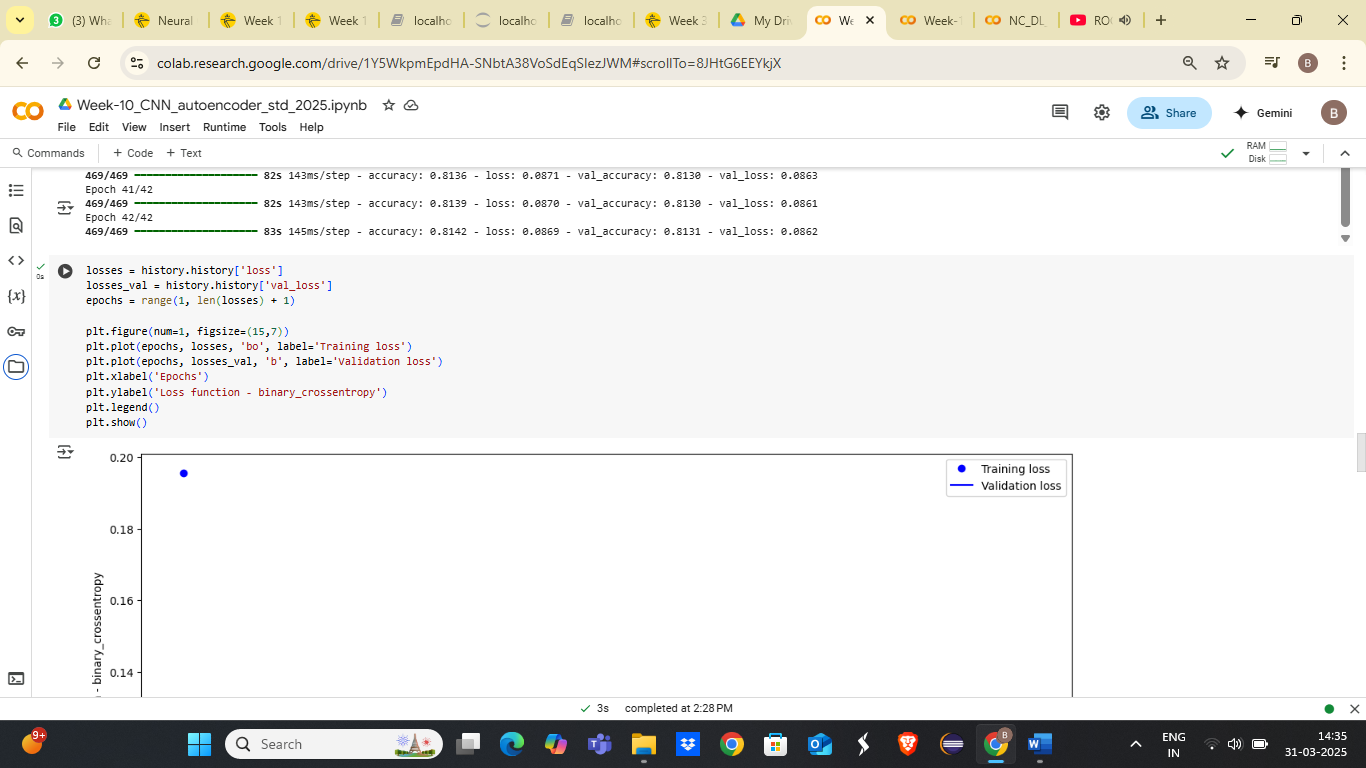 (3) Wha
Neural
Week 1
Week 1
localho
localho
localho
Week 3
My Driv
We
Week-1
NC_DL_
RO
colab.research.google.com/drive/1Y5WkpmEpdHA-SNbtA38VoSdEqSIezJWM#scrollTo=8JHtG6EEYkjX
B
Week-10_CNN_autoencoder_std_2025.ipynb
File Edit View Insert Runtime Tools Help
Share
Gemini
B
Commands + Code + Text
RAM
Disk
469/469 82s 143ms/step - accuracy: 0.8136 - loss: 0.0871 - val_accuracy: 0.8130 - val_loss: 0.0863
Epoch 41/42
469/469 82s 143ms/step - accuracy: 0.8139 - loss: 0.0870 - val_accuracy: 0.8130 - val_loss: 0.0861
Epoch 42/42
469/469 83s 145ms/step - accuracy: 0.8142 - loss: 0.0869 - val_accuracy: 0.8131 - val_loss: 0.0862
0s
losses = history.history['loss']
losses_val = history.history['val_loss']
epochs = range(1, len(losses) + 1)
plt.figure(num=1, figsize=(15,7))
plt.plot(epochs, losses, 'bo', label='Training loss')
plt.plot(epochs, losses_val, 'b', label='Validation loss')
plt.xlabel('Epochs')
plt.ylabel('Loss function - binary_crossentropy')
plt.legend()
plt.show()
0.20
Training loss
Validation loss
0.18
0.16
0.14
- binary_crossentropy
3s completed at 2:28 PM
9+
Search
B
ENG
IN
14:35
31-03-2025